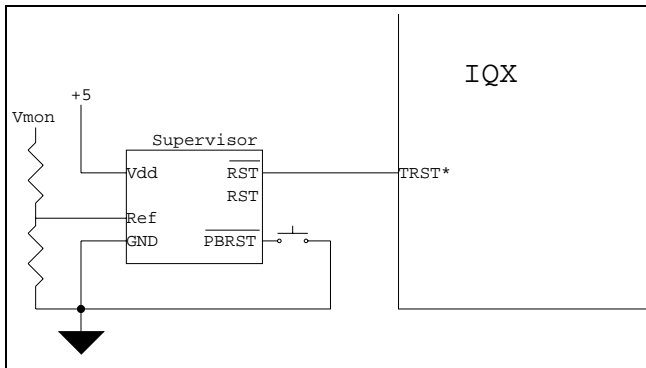 IQX
+5
Vmon
Supervisor
Vdd RST TRST*
RST
Ref
GND PBRST